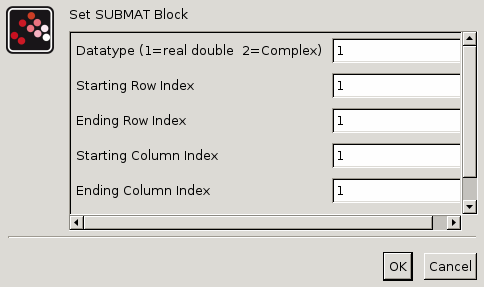 Set SUBMAT Block
Datatype (1=real double  2=Complex) 1
Starting Row Index 1
Ending Row Index 1
Starting Column Index 1
Ending Column Index 1
OK Cancel